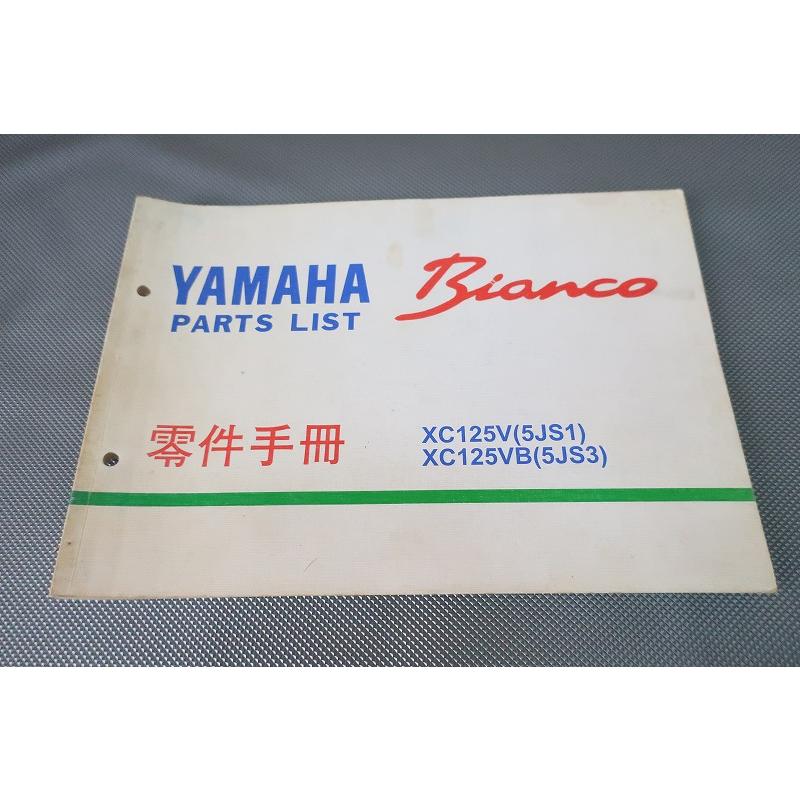 YAMAHA
PARTS LIST
Bianco
零件手冊
XC125V(5JS1)
XC125VB(5JS3)